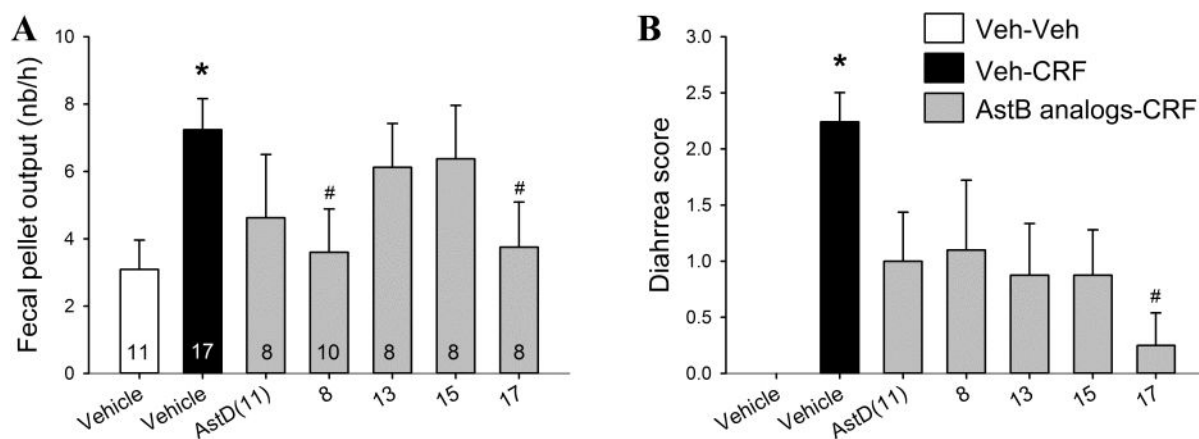 A
Fecal pellet output (nb/h)
10
8
6
4
2
0
*
#
#
11
17
8
10
8
8
8
Vehicle
Vehicle
AstD(11)
8
13
15
17
B
Diahrrea score
3.0
2.5
2.0
1.5
1.0
0.5
0.0
*
#
Veh-Veh
Veh-CRF
AstB analogs-CRF
Vehicle
Vehicle
AstD(11)
8
13
15
17